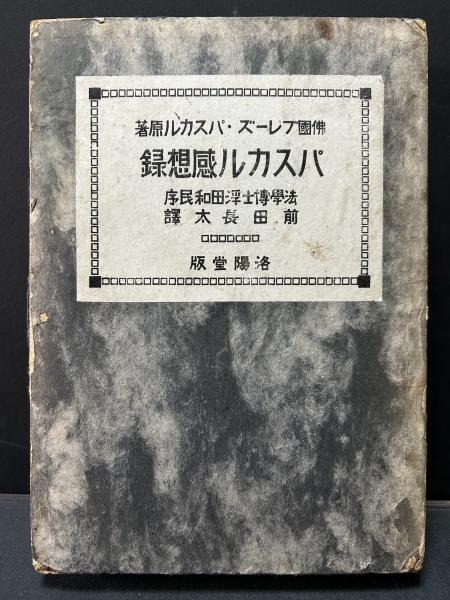 佛國ブレーズ・パスカル原著
パスカル感想録
法學博士浮田和民序
前田長太譯
洛陽堂版